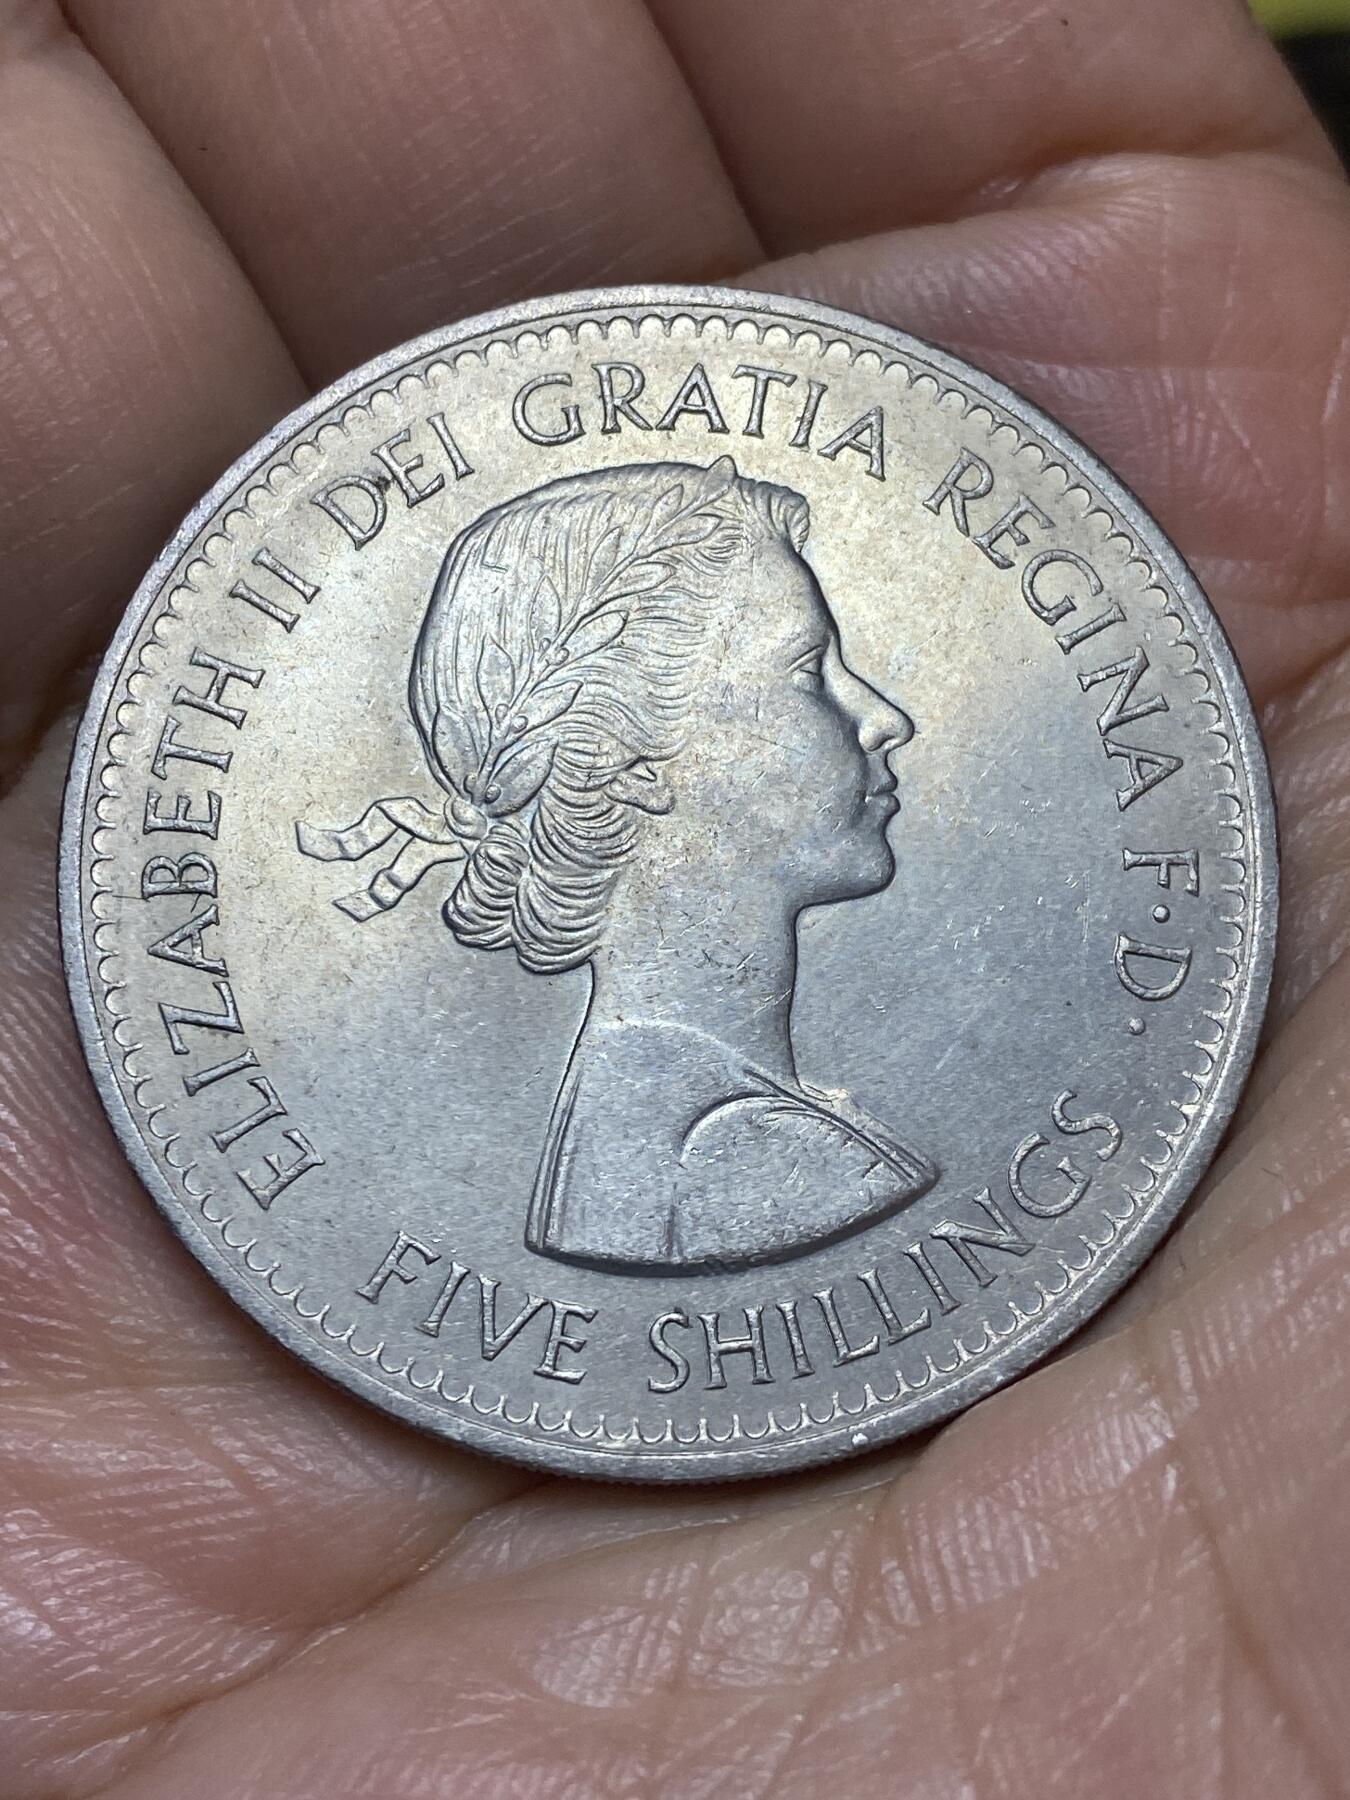 ELIZABETH II DEI GRATIA REGINA F·D·
FIVE SHILLINGS